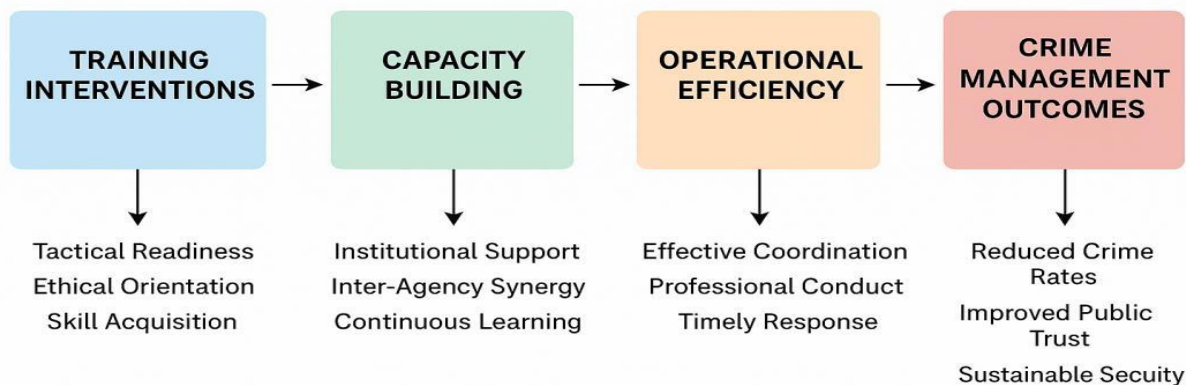 TRAINING
INTERVENTIONS
CAPACITY
BUILDING
OPERATIONAL
EFFICIENCY
CRIME
MANAGEMENT
OUTCOMES
Tactical Readiness
Ethical Orientation
Skill Acquisition
Institutional Support
Inter-Agency Synergy
Continuous Learning
Effective Coordination
Professional Conduct
Timely Response
Reduced Crime
Rates
Improved Public
Trust
Sustainable Secuity